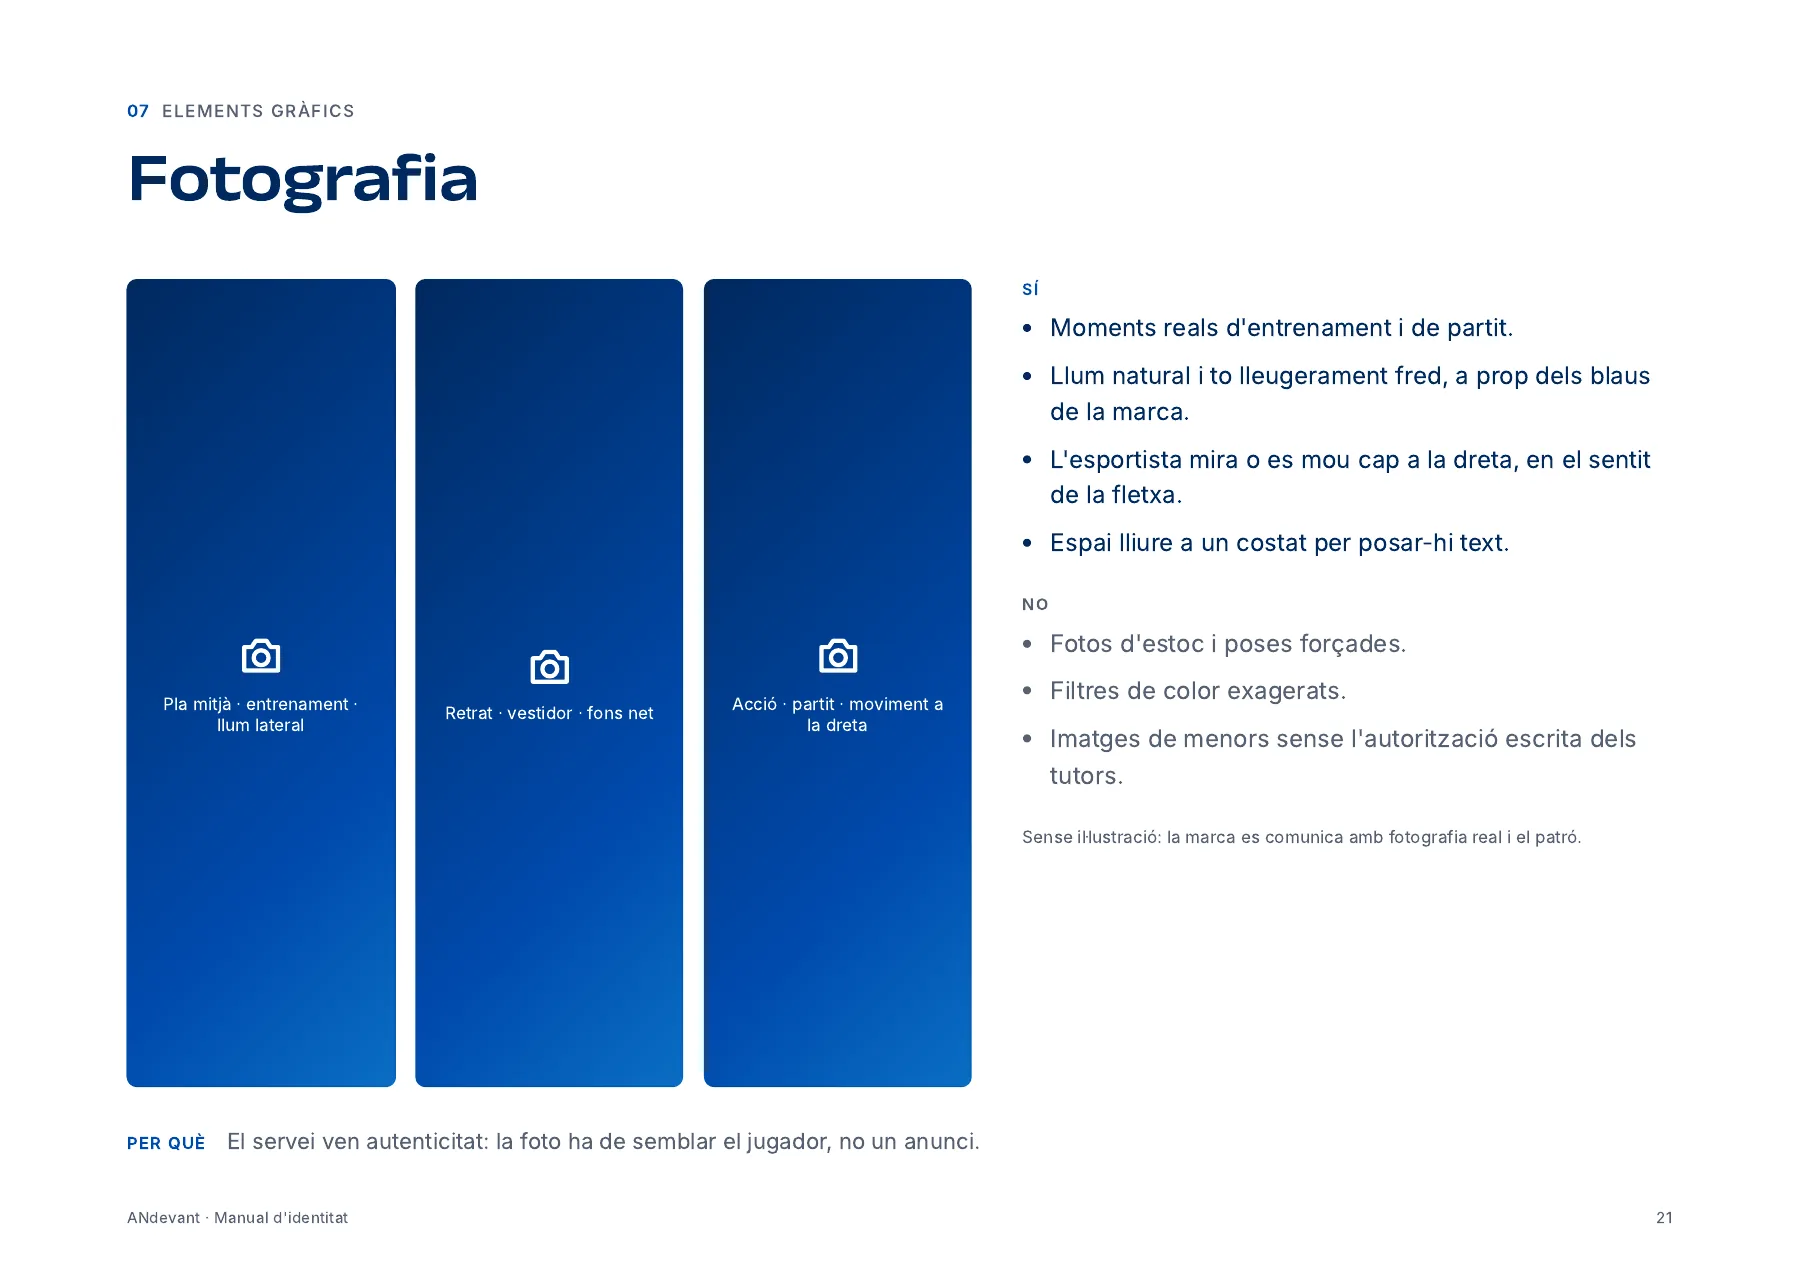 07 ELEMENTS GRÀFICS
Fotografia
Pla mitjà · entrenament ·
llum lateral
Retrat · vestidor · fons net
Acció · partit · moviment a
la dreta
SÍ
• Moments reals d'entrenament i de partit.
• Llum natural i to lleugerament fred, a prop dels blaus
de la marca.
• L'esportista mira o es mou cap a la dreta, en el sentit
de la fletxa.
• Espai lliure a un costat per posar-hi text.
NO
• Fotos d'estoc i poses forçades.
• Filtres de color exagerats.
• Imatges de menors sense l'autorització escrita dels
tutors.
Sense il·lustració: la marca es comunica amb fotografia real i el patró.
PER QUÈ El servei ven autenticitat: la foto ha de semblar el jugador, no un anunci.
ANdevant · Manual d'identitat
21